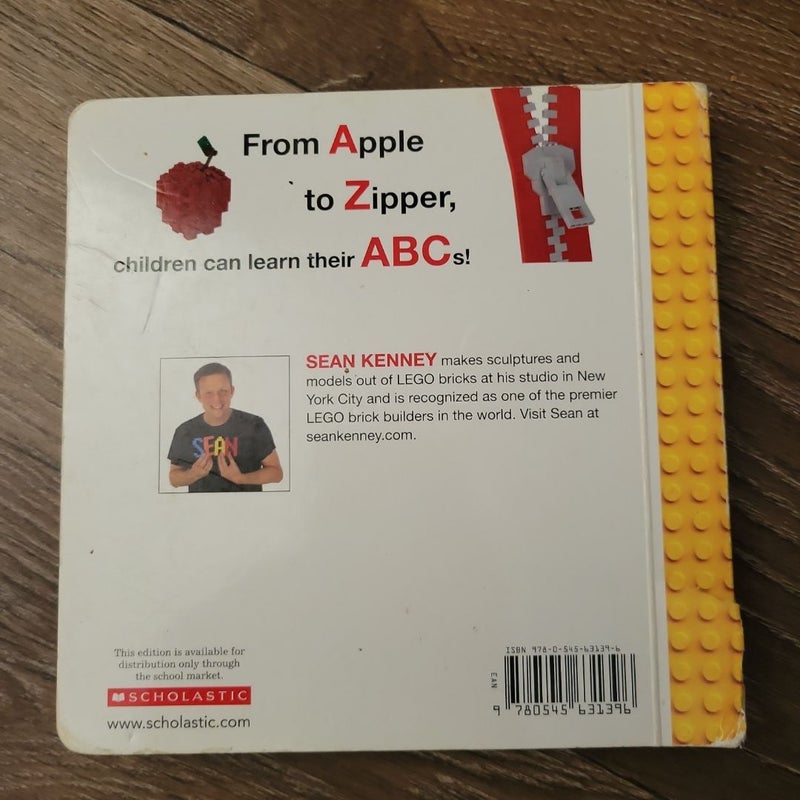 From Apple
to Zipper,
children can learn their ABCs!
SEAN KENNEY makes sculptures and
models out of LEGO bricks at his studio in New
York City and is recognized as one of the premier
LEGO brick builders in the world. Visit Sean at
seankenney.com.
SEAN
This edition is available for
distribution only through
the school market.
SCHOLASTIC
www.scholastic.com
ISBN 978-0-545-63139-6
EAN
9 780545 631396